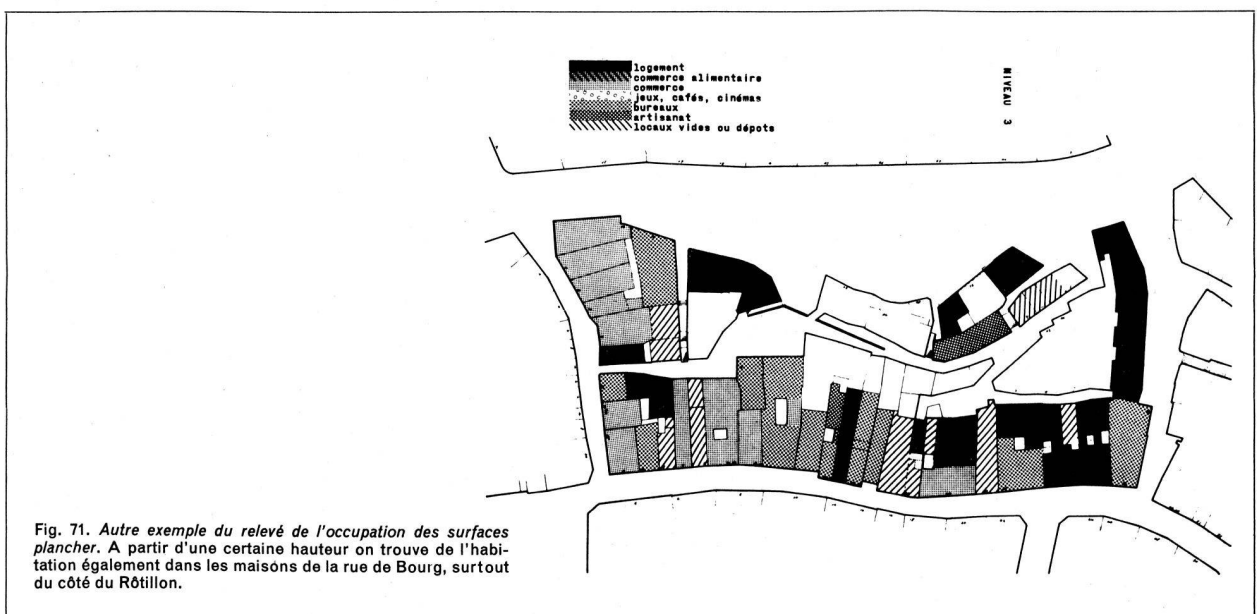 logement
commerce alimentaire
commerce
jeux, cafés, cinémas
bureaux
artisanat
locaux vides ou dépots
NIVEAU 3
Fig. 71. Autre exemple du relevé de l'occupation des surfaces
plancher. A partir d'une certaine hauteur on trouve de l'habi-
tation également dans les maisons de la rue de Bourg, surtout
du côté du Rôtillon.